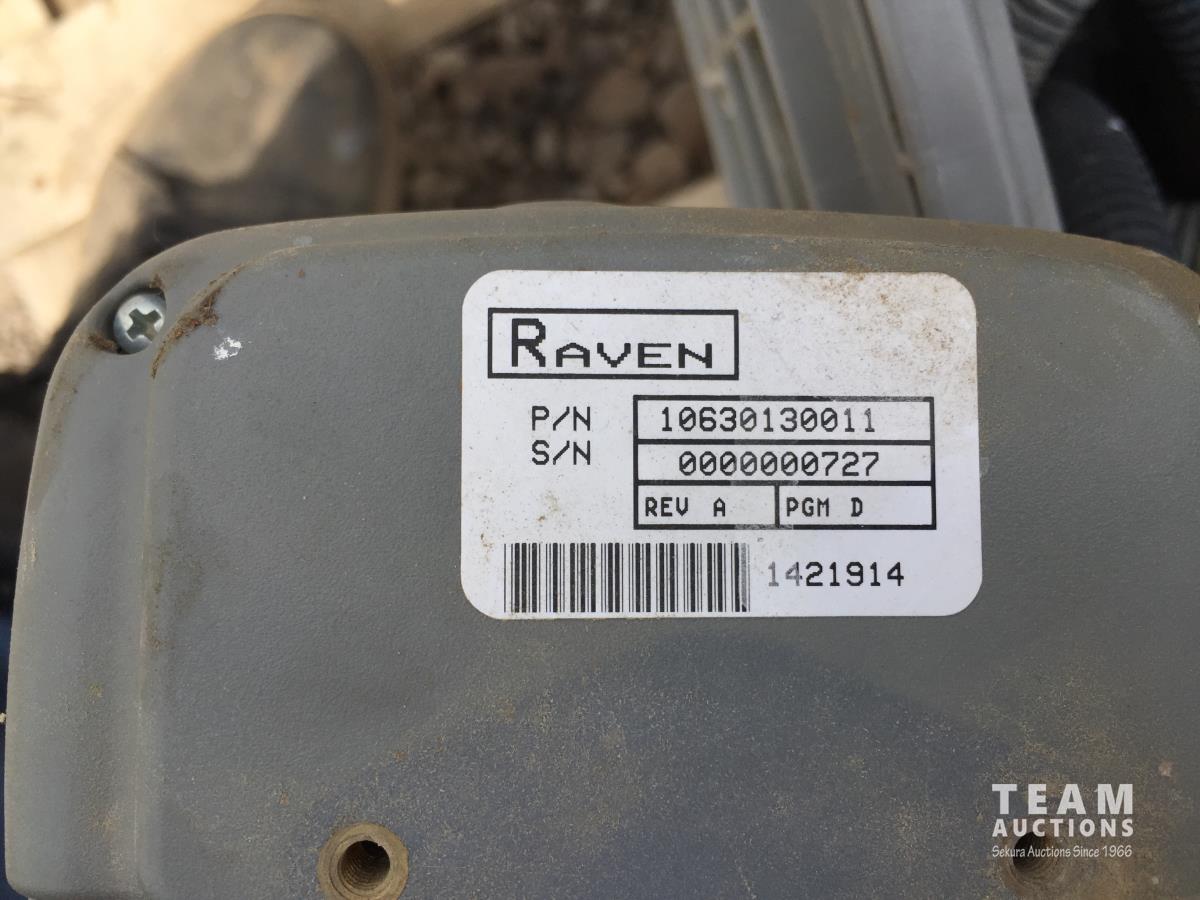 RAVEN
P/N 10630130011
S/N 0000000727
REV A PGM D
1421914
TEAM
AUCTIONS
Sekura Auctions Since 1966